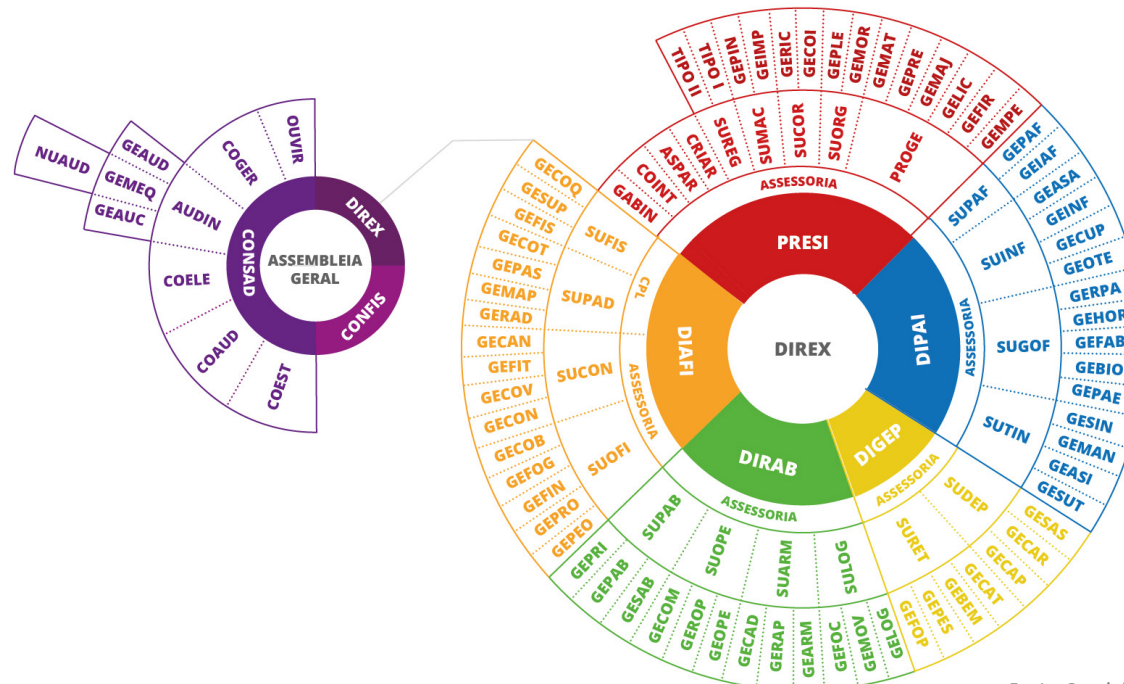 ASSEMBLEIA
GERAL
DIREX
CONFIS
CONSAD
OUVIR
COGER
AUDIN
COELE
COAUD
COEST
GEAUD
GEMEQ
GEAUC
NUAUD
DIREX
PRESI
ASSESSORIA
GABIN
COINT
ASPAR
CRIAR
SUREG
SUMAC
SUCOR
SUORG
PROGE
TIPO II
TIPO I
GEPIN
GEIMP
GERIC
GECOI
GEPLE
GEMOR
GEMAT
GEPRE
GEMAJ
GELIC
GEFIR
GEMPE
DIPAI
ASSESSORIA
SUPAF
SUINF
SUGOF
SUTIN
GEPAF
GEIAF
GEASA
GEINF
GECUP
GEOTE
GERPA
GEHOR
GEFAB
GEBIO
GEPAE
GESIN
GEMAN
GEASI
GESUT
DIGEP
ASSESSORIA
SUDEP
SURET
GESAS
GECAR
GECAP
GECAT
GEBEM
GEPES
GEFOP
DIRAB
ASSESSORIA
SULOG
SUARM
SUOPE
SUPAB
GELOG
GEMOV
GEFOC
GEARM
GERAP
GECAD
GEOPE
GEROP
GECOM
GESAB
GEPAB
GEPRI
DIAFI
ASSESSORIA
CPL
SUFIS
SUPAD
SUCON
SUOFI
GECOQ
GESUP
GEFIS
GECOT
GEPAS
GEMAP
GERAD
GECAN
GEFIT
GECOV
GECON
GECOB
GEFOG
GEFIN
GEPRO
GEPEO